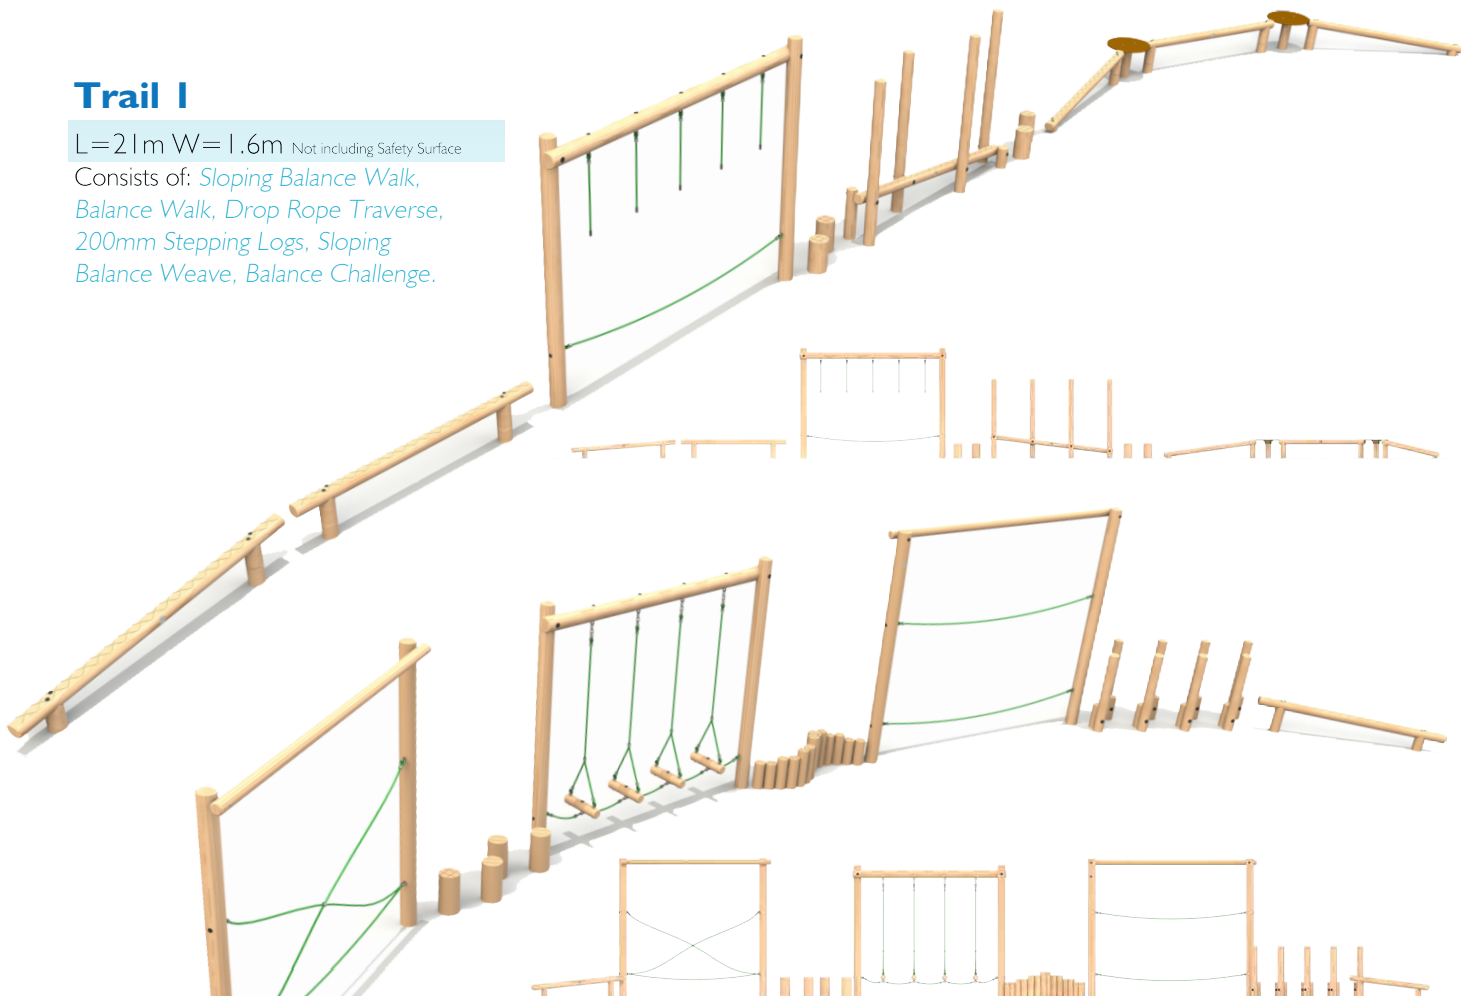 Trail 1
L=21m W=1.6m Not including Safety Surface
Consists of: Sloping Balance Walk,
Balance Walk, Drop Rope Traverse,
200mm Stepping Logs, Sloping
Balance Weave, Balance Challenge.